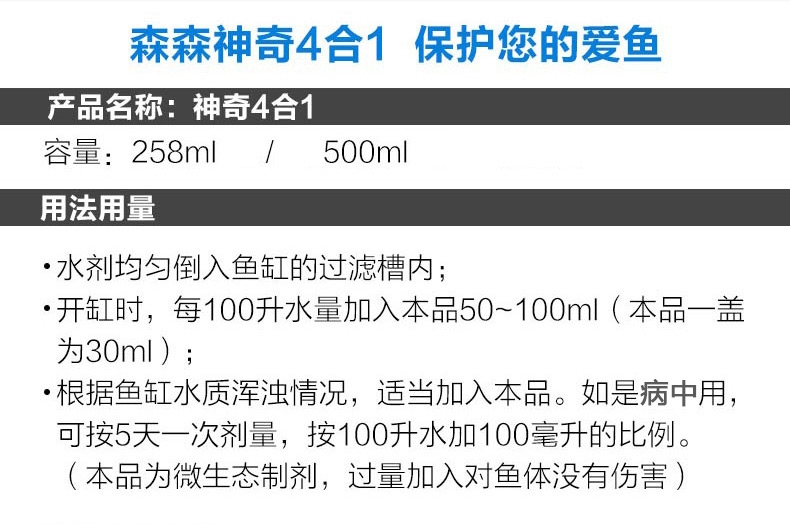 森森神奇4合1 保护您的爱鱼
产品名称：神奇4合1
容量：258ml / 500ml
用法用量
·水剂均匀倒入鱼缸的过滤槽内；
·开缸时，每100升水量加入本品50~100ml（本品一盖
为30ml）；
·根据鱼缸水质浑浊情况，适当加入本品。如是病中用，
可按5天一次剂量，按100升水加100毫升的比例。
（本品为微生态制剂，过量加入对鱼体没有伤害）